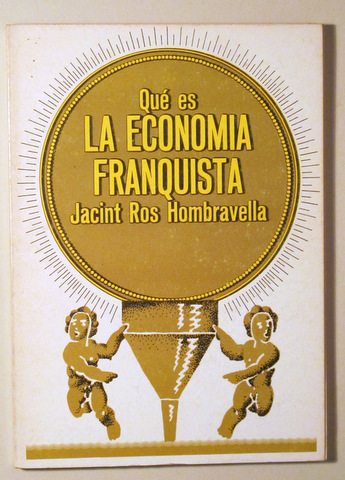 Qué es
LA ECONOMIA
FRANQUISTA
Jacint Ros Hombravella